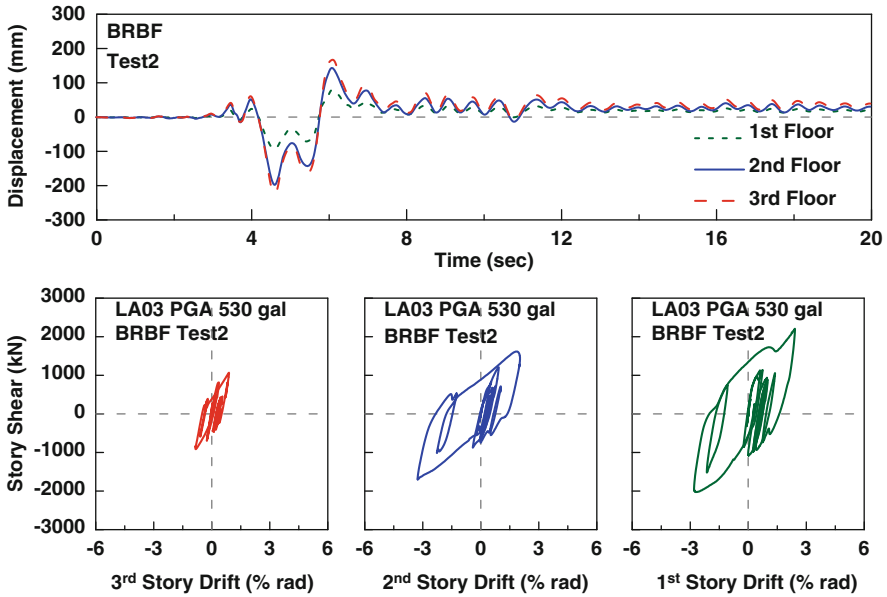 300
200
100
0
-100
-200
-300
Displacement (mm)
BRBF
Test2
1st Floor
2nd Floor
3rd Floor
0 4 8 12 16 20
Time (sec)
3000
2000
1000
0
-1000
-2000
-3000
Story Shear (kN)
LA03 PGA 530 gal
BRBF Test2
-6 -3 0 3 6
3rd Story Drift (% rad)
LA03 PGA 530 gal
BRBF Test2
-6 -3 0 3 6
2nd Story Drift (% rad)
LA03 PGA 530 gal
BRBF Test2
-6 -3 0 3 6
1st Story Drift (% rad)